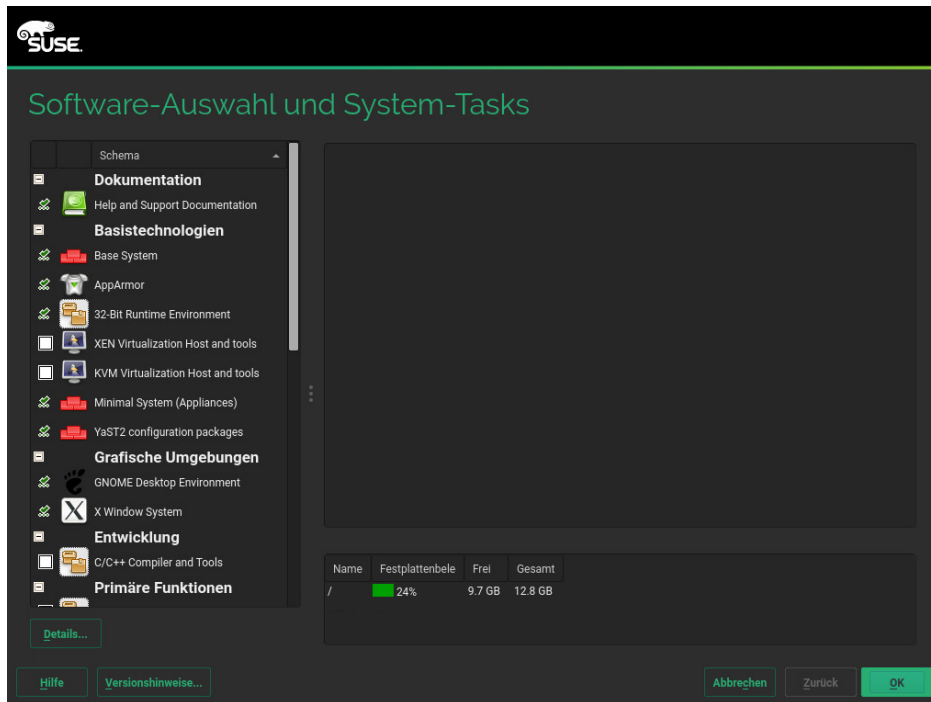 SUSE.
Software-Auswahl und System-Tasks
Schema
Dokumentation
Help and Support Documentation
Basistechnologien
Base System
AppArmor
32-Bit Runtime Environment
XEN Virtualization Host and tools
KVM Virtualization Host and tools
Minimal System (Appliances)
YaST2 configuration packages
Grafische Umgebungen
GNOME Desktop Environment
X Window System
Entwicklung
C/C++ Compiler and Tools
Primäre Funktionen
Name Festplattenbele Frei Gesamt
/ 24% 9.7 GB 12.8 GB
Details...
Hilfe Versionshinweise... Abbrechen Zurück OK